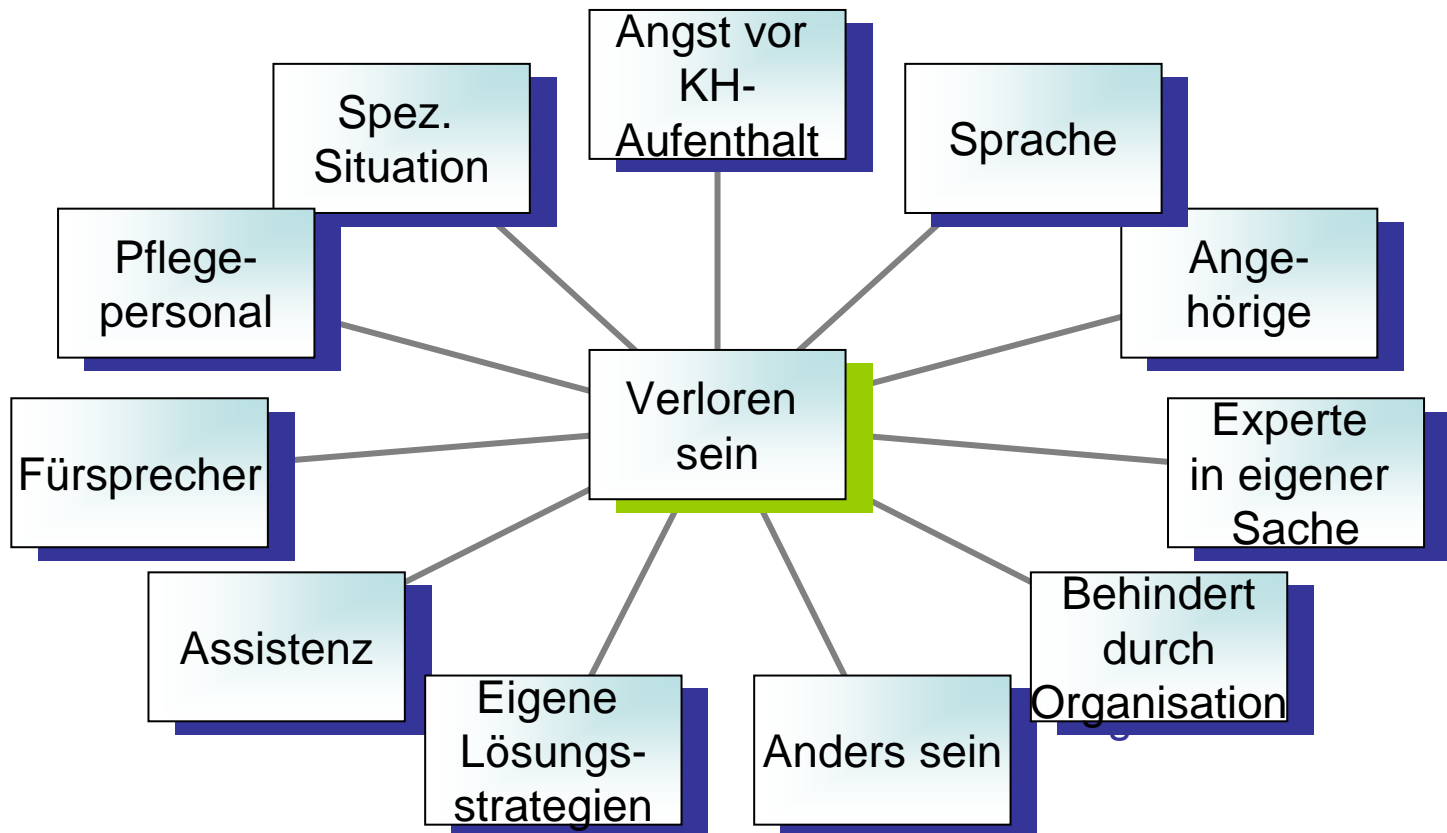 Angst vor
KH-
Aufenthalt
Spez.
Situation
Sprache
Pflege-
personal
Ange-
hörige
Verloren
sein
Fürsprecher
Experte
in eigener
Sache
Assistenz
Behindert
durch
Organisation
Eigene
Lösungs-
strategien
Anders sein